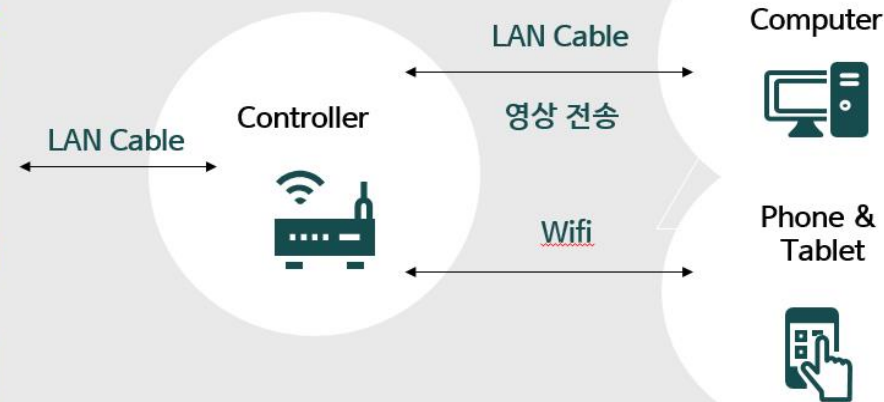 LAN Cable
Controller
LAN Cable
영상 전송
Wifi
Computer
Phone &
Tablet